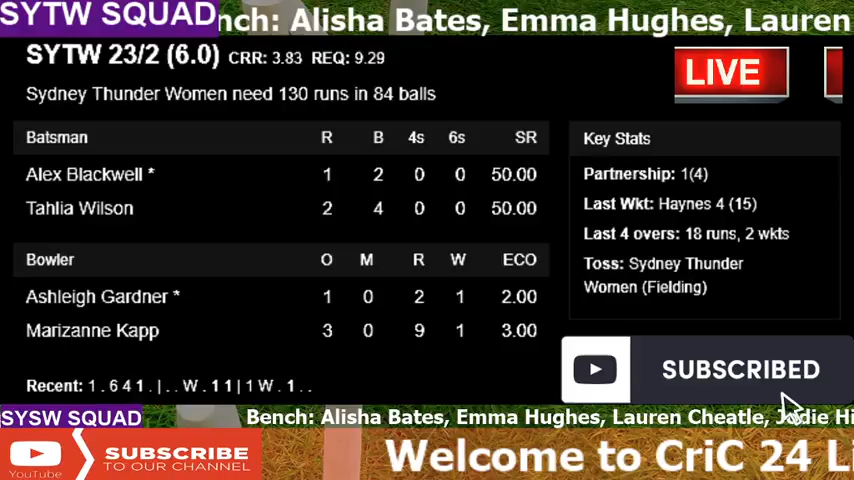 SYTW SQUAD
nch: Alisha Bates, Emma Hughes, Lauren
SYTW 23/2 (6.0) CRR: 3.83 REQ: 9.29
LIVE
Sydney Thunder Women need 130 runs in 84 balls
Batsman R B 4s 6s SR
Alex Blackwell * 1 2 0 0 50.00
Tahlia Wilson 2 4 0 0 50.00
Bowler O M R W ECO
Ashleigh Gardner * 1 0 2 1 2.00
Marizanne Kapp 3 0 9 1 3.00
Recent: 1 . 6 4 1 . | . . W . 1 1 | 1 W . 1 . .
Key Stats
Partnership: 1(4)
Last Wkt: Haynes 4 (15)
Last 4 overs: 18 runs, 2 wkts
Toss: Sydney Thunder
Women (Fielding)
SUBSCRIBED
SYSW SQUAD
Bench: Alisha Bates, Emma Hughes, Lauren Cheatle, Jodie Hi
YouTube
SUBSCRIBE
TO OUR CHANNEL
Welcome to CriC 24 Li